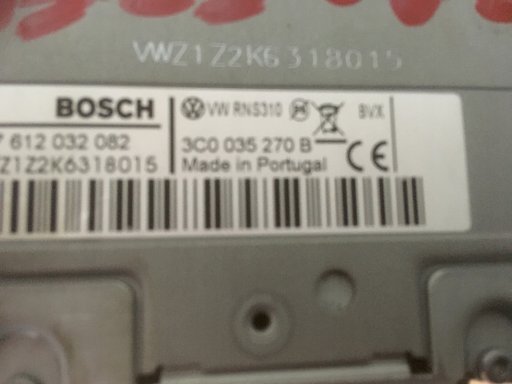 VWZ1Z2K6318015
BOSCH
VW RNS310
BVX
7 612 032 082
3C0 035 270 B
Z1Z2K6318015
Made in Portugal
CE